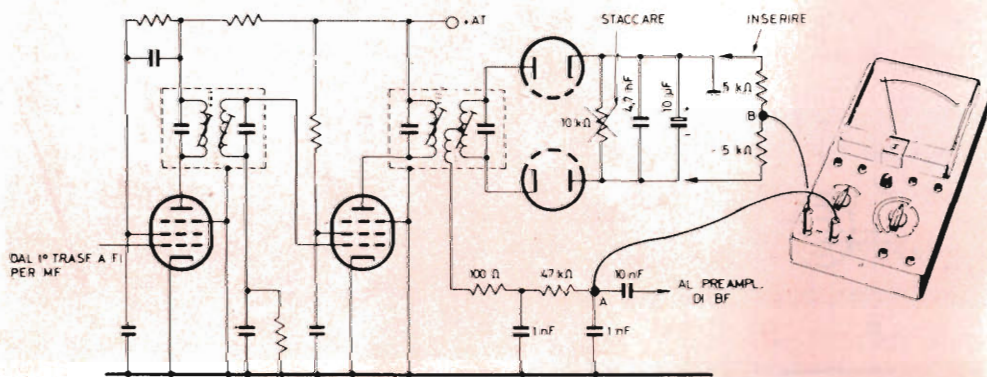 +AT
STACCARE
INSERIRE
10 kΩ
4,7 nF
10 µF
+
-
5 kΩ
B
5 kΩ
- +
DAL 1° TRASF. A FI
PER MF
100 Ω
47 kΩ
10 nF
A
AL PREAMPL.
DI BF
1 nF
1 nF